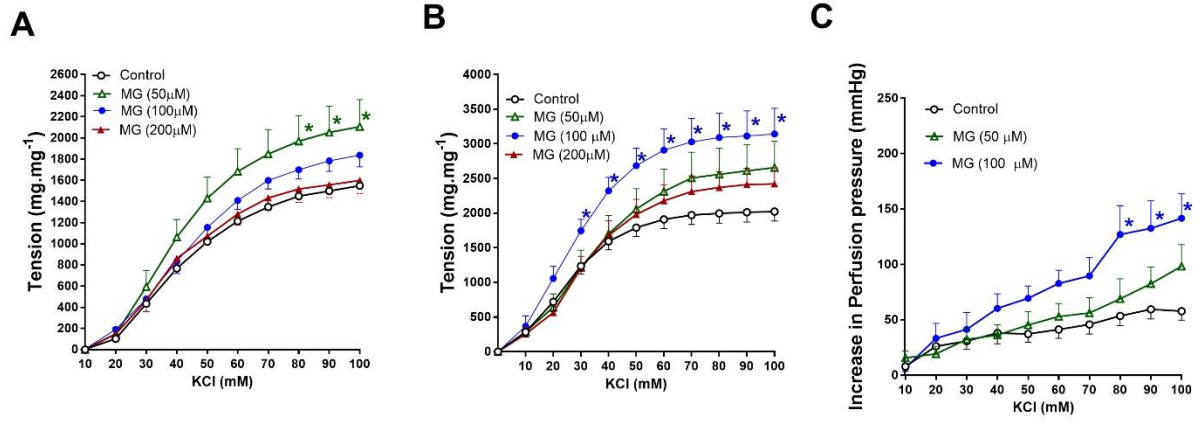 A
Tension (mg.mg-1)
2600
2400
2200
2000
1800
1600
1400
1200
1000
800
600
400
200
0
Control
MG (50μM)
MG (100μM)
MG (200μM)
* * *
10 20 30 40 50 60 70 80 90 100
KCl (mM)
B
Tension (mg.mg-1)
4000
3500
3000
2500
2000
1500
1000
500
0
Control
MG (50μM)
MG (100 μM)
MG (200μM)
* * * * * * * *
10 20 30 40 50 60 70 80 90 100
KCl (mM)
C
Increase in Perfusion pressure (mmHg)
250
200
150
100
50
0
Control
MG (50 μM)
MG (100 μM)
* * *
10 20 30 40 50 60 70 80 90 100
KCl (mM)